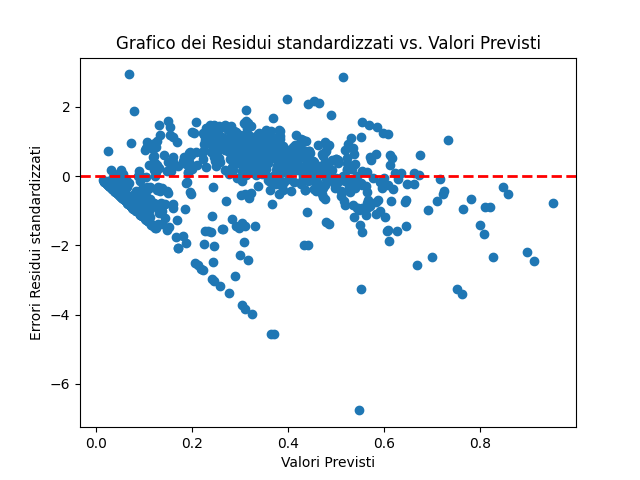 Grafico dei Residui standardizzati vs. Valori Previsti
Errori Residui standardizzati
2
0
−2
−4
−6
0.0 0.2 0.4 0.6 0.8
Valori Previsti